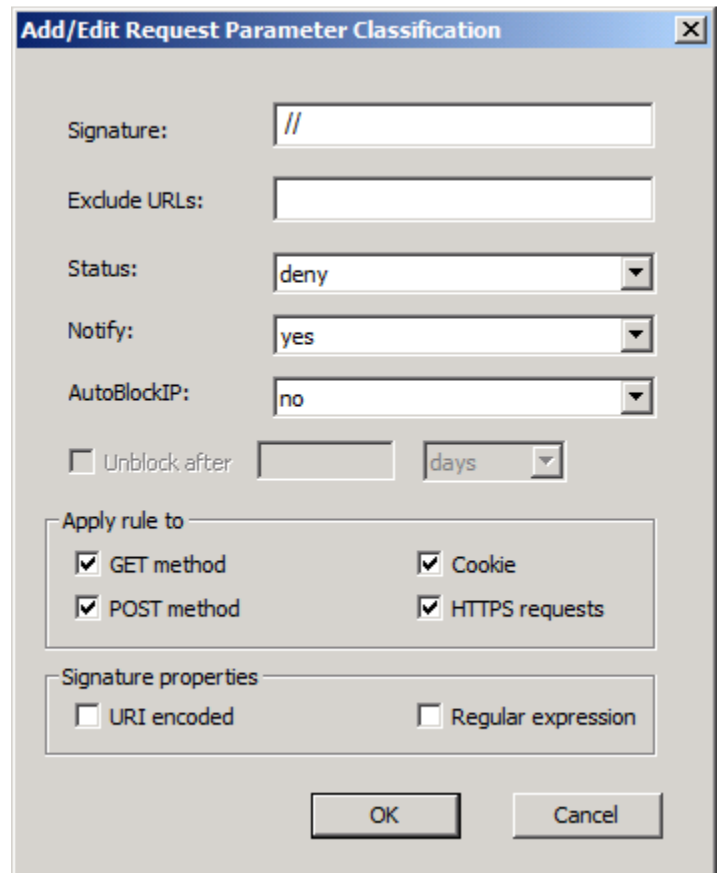 Add/Edit Request Parameter Classification
Signature: //
Exclude URLs:
Status: deny
Notify: yes
AutoBlockIP: no
Unblock after days
Apply rule to
GET method Cookie
POST method HTTPS requests
Signature properties
URI encoded Regular expression
OK Cancel